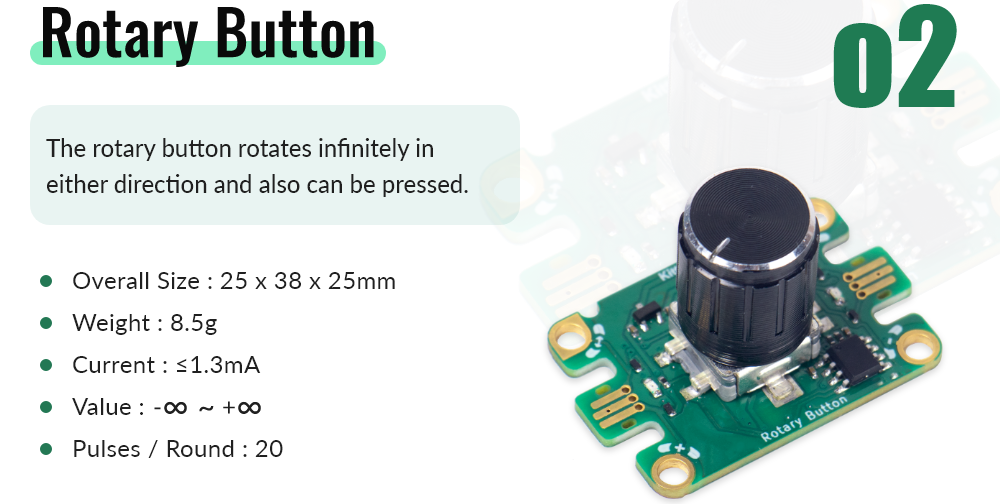 Rotary Button
o2
The rotary button rotates infinitely in
either direction and also can be pressed.
Overall Size : 25 x 38 x 25mm
Weight : 8.5g
Current : ≤1.3mA
Value : -∞ ~ +∞
Pulses / Round : 20
(-)
(+)
Rotary Button